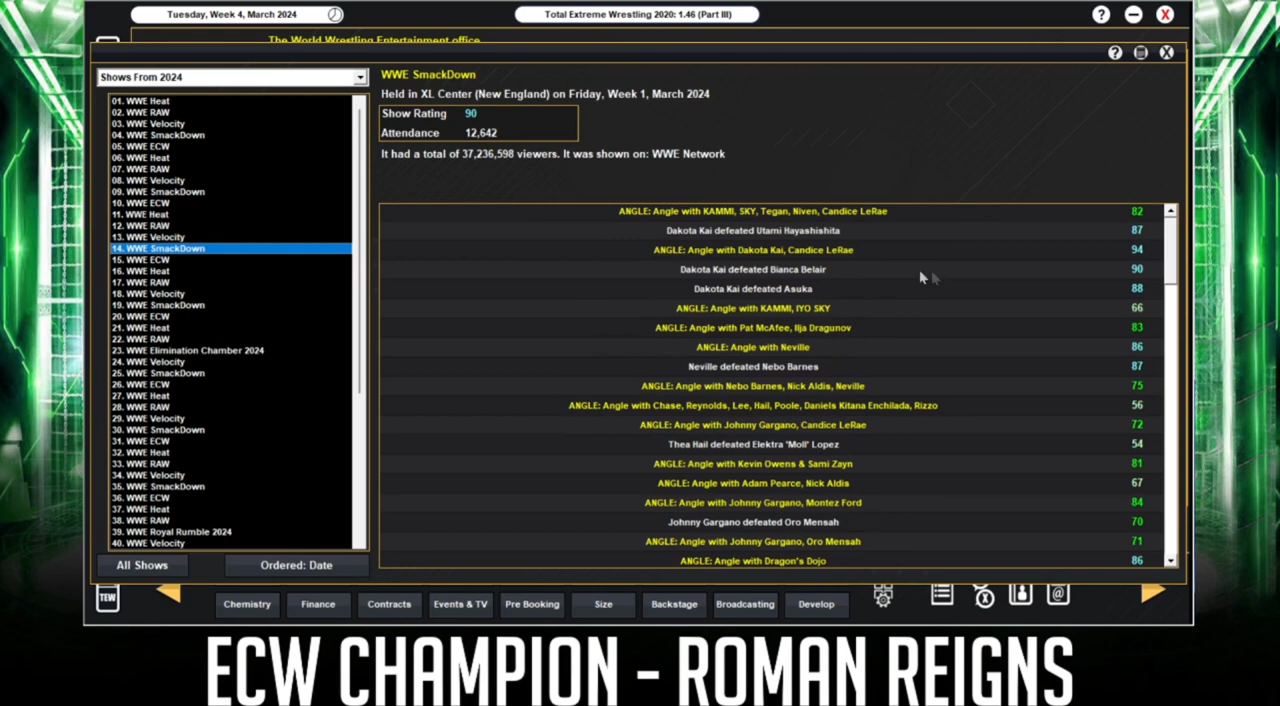 Tuesday, Week 4, March 2024
Total Extreme Wrestling 2020: 1.46 (Part III)
The World Wrestling Entertainment office
Shows From 2024
01. WWE Heat
02. WWE RAW
03. WWE Velocity
04. WWE SmackDown
05. WWE ECW
06. WWE Heat
07. WWE RAW
08. WWE Velocity
09. WWE SmackDown
10. WWE ECW
11. WWE Heat
12. WWE RAW
13. WWE Velocity
14. WWE SmackDown
15. WWE ECW
16. WWE Heat
17. WWE RAW
18. WWE Velocity
19. WWE SmackDown
20. WWE ECW
21. WWE Heat
22. WWE RAW
23. WWE Elimination Chamber 2024
24. WWE Velocity
25. WWE SmackDown
26. WWE ECW
27. WWE Heat
28. WWE RAW
29. WWE Velocity
30. WWE SmackDown
31. WWE ECW
32. WWE Heat
33. WWE RAW
34. WWE Velocity
35. WWE SmackDown
36. WWE ECW
37. WWE Heat
38. WWE RAW
39. WWE Royal Rumble 2024
40. WWE Velocity
All Shows
Ordered: Date
WWE SmackDown
Held in XL Center (New England) on Friday, Week 1, March 2024
Show Rating 90
Attendance 12,642
It had a total of 37,236,598 viewers. It was shown on: WWE Network
ANGLE: Angle with KAMMI, SKY, Tegan, Niven, Candice LeRae 82
Dakota Kai defeated Utami Hayashishita 87
ANGLE: Angle with Dakota Kai, Candice LeRae 94
Dakota Kai defeated Bianca Belair 90
Dakota Kai defeated Asuka 88
ANGLE: Angle with KAMMI, IYO SKY 66
ANGLE: Angle with Pat McAfee, Ilja Dragunov 83
ANGLE: Angle with Neville 86
Neville defeated Nebo Barnes 87
ANGLE: Angle with Nebo Barnes, Nick Aldis, Neville 75
ANGLE: Angle with Chase, Reynolds, Lee, Hail, Poole, Daniels Kitana Enchilada, Rizzo 56
ANGLE: Angle with Johnny Gargano, Candice LeRae 72
Thea Hail defeated Elektra 'Moll' Lopez 54
ANGLE: Angle with Kevin Owens & Sami Zayn 81
ANGLE: Angle with Adam Pearce, Nick Aldis 67
ANGLE: Angle with Johnny Gargano, Montez Ford 84
Johnny Gargano defeated Oro Mensah 70
ANGLE: Angle with Johnny Gargano, Oro Mensah 71
ANGLE: Angle with Dragon's Dojo 86
TEW
Chemistry
Finance
Contracts
Events & TV
Pre Booking
Size
Backstage
Broadcasting
Develop
ECW CHAMPION - ROMAN REIGNS